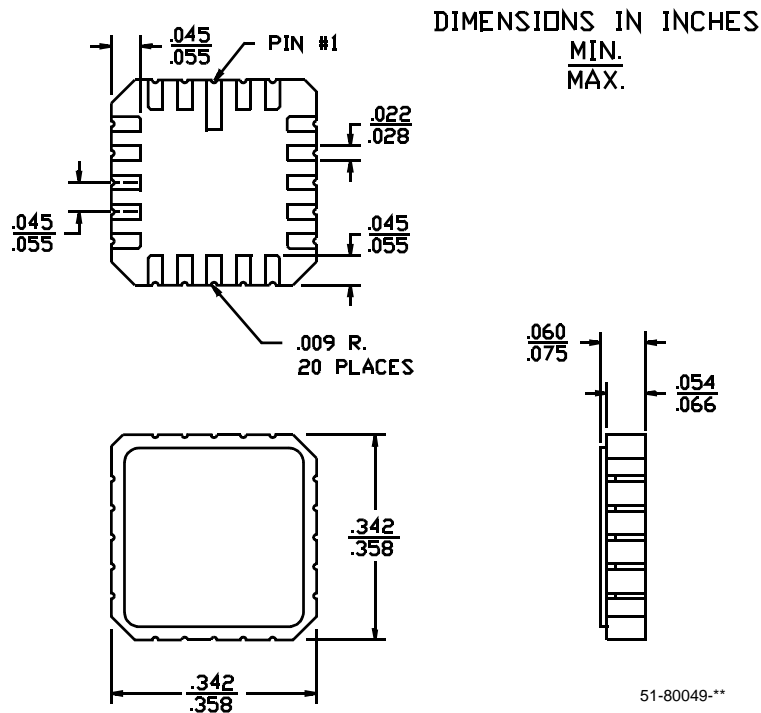 DIMENSIONS IN INCHES
MIN.
MAX.
.045
.055
PIN #1
.022
.028
.045
.055
.045
.055
.009 R.
20 PLACES
.060
.075
.054
.066
.342
.358
.342
.358
51-80049-**